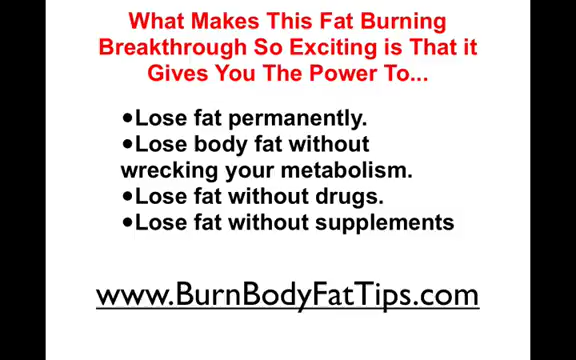 What Makes This Fat Burning
Breakthrough So Exciting is That it
Gives You The Power To...
•Lose fat permanently.
•Lose body fat without
wrecking your metabolism.
•Lose fat without drugs.
•Lose fat without supplements
www.BurnBodyFatTips.com